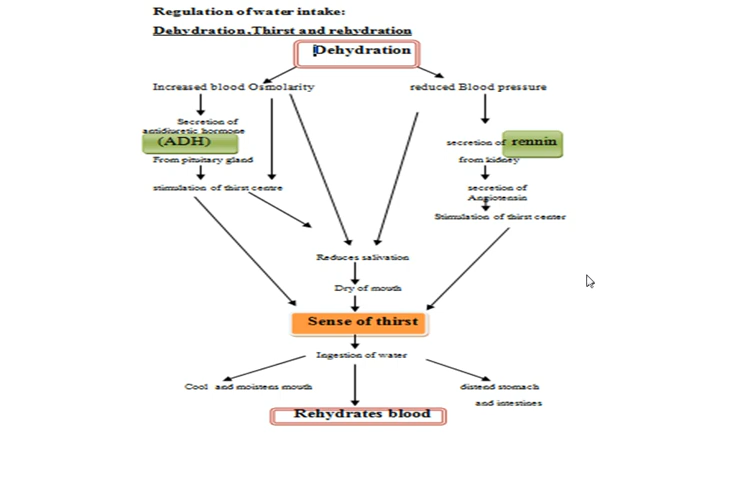 Regulation of water intake:
Dehydration ,Thirst and rehydration
Dehydration
Increased blood Osmolarity
reduced Blood pressure
Secretion of
antidiuretic hormone
(ADH)
From pituitary gland
stimulation of thirst centre
secretion of rennin
from kidney
secretion of
Angiotensin
Stimulation of thirst center
Reduces salivation
Dry of mouth
Sense of thirst
Ingestion of water
Cool and moistens mouth
distend stomach
and intestines
Rehydrates blood